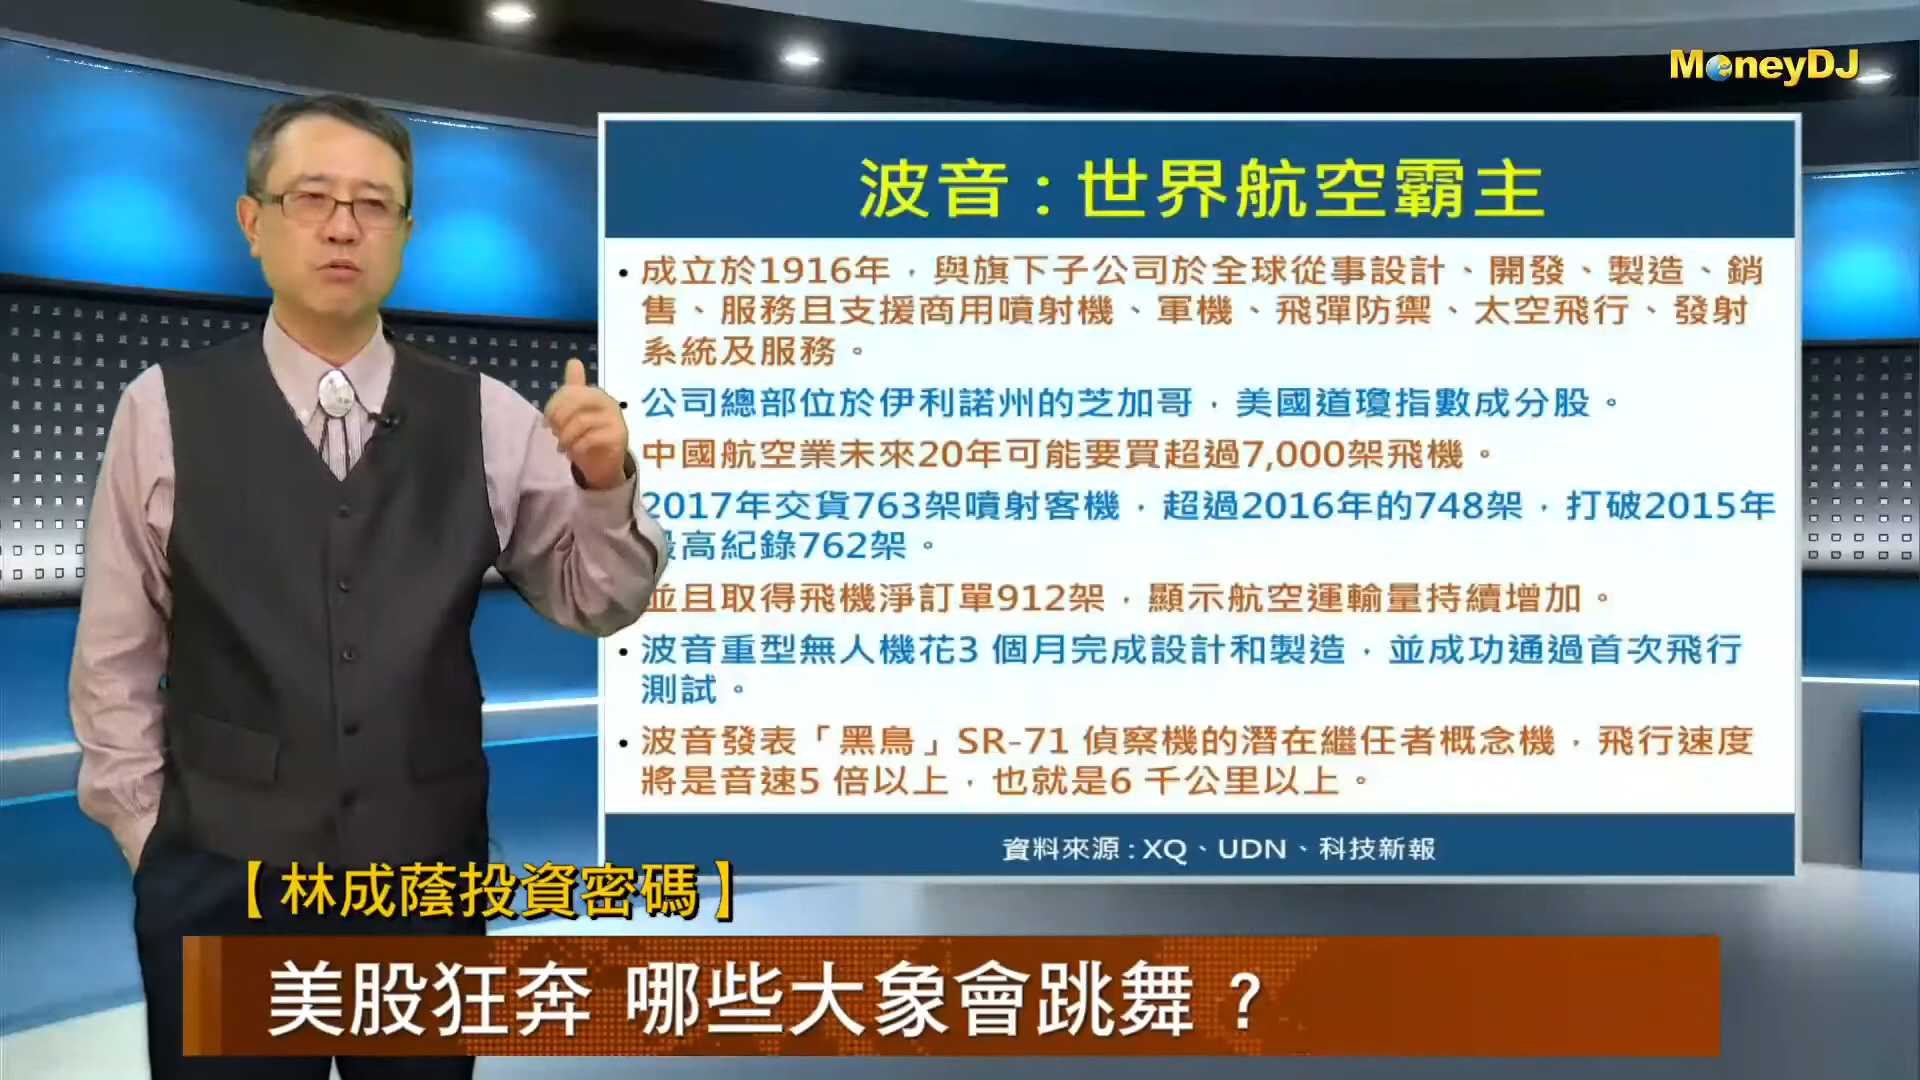 MoneyDJ
波音:世界航空霸主
•成立於1916年，與旗下子公司於全球從事設計、開發、製造、銷
售、服務且支援商用噴射機、軍機、飛彈防禦、太空飛行、發射
系統及服務。
•公司總部位於伊利諾州的芝加哥，美國道瓊指數成分股。
中國航空業未來20年可能要買超過7,000架飛機。
2017年交貨763架噴射客機，超過2016年的748架，打破2015年
高紀錄762架。
並且取得飛機淨訂單912架，顯示航空運輸量持續增加。
•波音重型無人機花3 個月完成設計和製造，並成功通過首次飛行
測試。
•波音發表「黑鳥」SR-71 偵察機的潛在繼任者概念機，飛行速度
將是音速5 倍以上，也就是6 千公里以上。
資料來源:XQ、UDN、科技新報
【林成蔭投資密碼】
美股狂奔 哪些大象會跳舞？